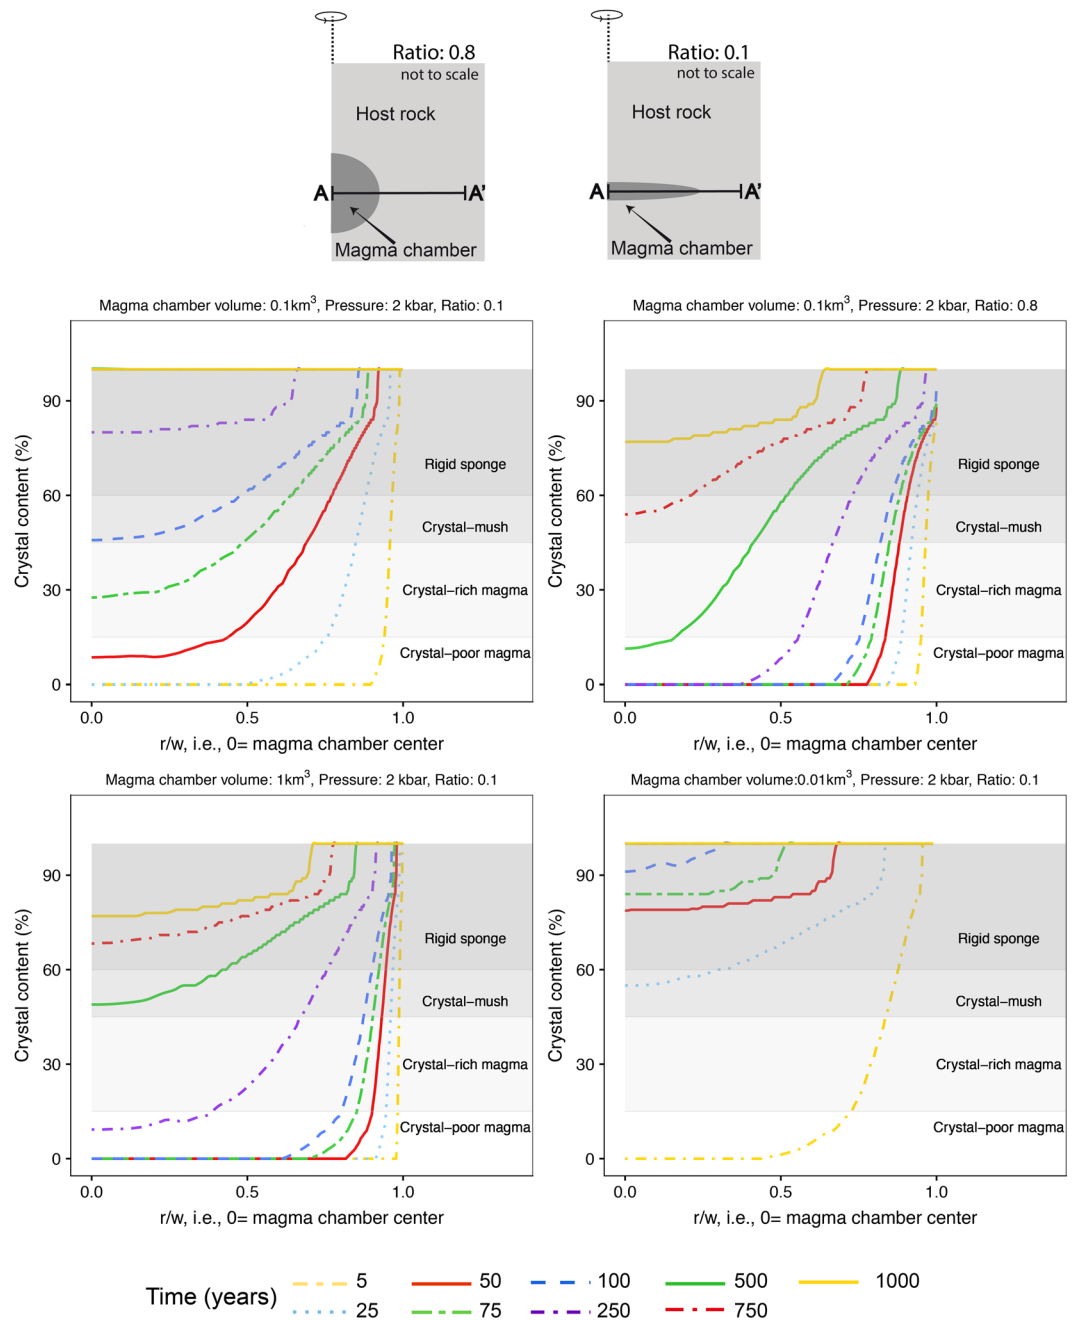 Ratio: 0.8
not to scale
Host rock
A
A'
Magma chamber
Ratio: 0.1
not to scale
Host rock
A
A'
Magma chamber
Magma chamber volume: 0.1km³, Pressure: 2 kbar, Ratio: 0.1
Crystal content (%)
90
60
30
0
Rigid sponge
Crystal–mush
Crystal–rich magma
Crystal–poor magma
0.0
0.5
1.0
r/w, i.e., 0= magma chamber center
Magma chamber volume: 0.1km³, Pressure: 2 kbar, Ratio: 0.8
Crystal content (%)
90
60
30
0
Rigid sponge
Crystal–mush
Crystal–rich magma
Crystal–poor magma
0.0
0.5
1.0
r/w, i.e., 0= magma chamber center
Magma chamber volume: 1km³, Pressure: 2 kbar, Ratio: 0.1
Crystal content (%)
90
60
30
0
Rigid sponge
Crystal–mush
Crystal–rich magma
Crystal–poor magma
0.0
0.5
1.0
r/w, i.e., 0= magma chamber center
Magma chamber volume:0.01km³, Pressure: 2 kbar, Ratio: 0.1
Crystal content (%)
90
60
30
0
Rigid sponge
Crystal–mush
Crystal–rich magma
Crystal–poor magma
0.0
0.5
1.0
r/w, i.e., 0= magma chamber center
Time (years)
5
50
100
500
1000
25
75
250
750